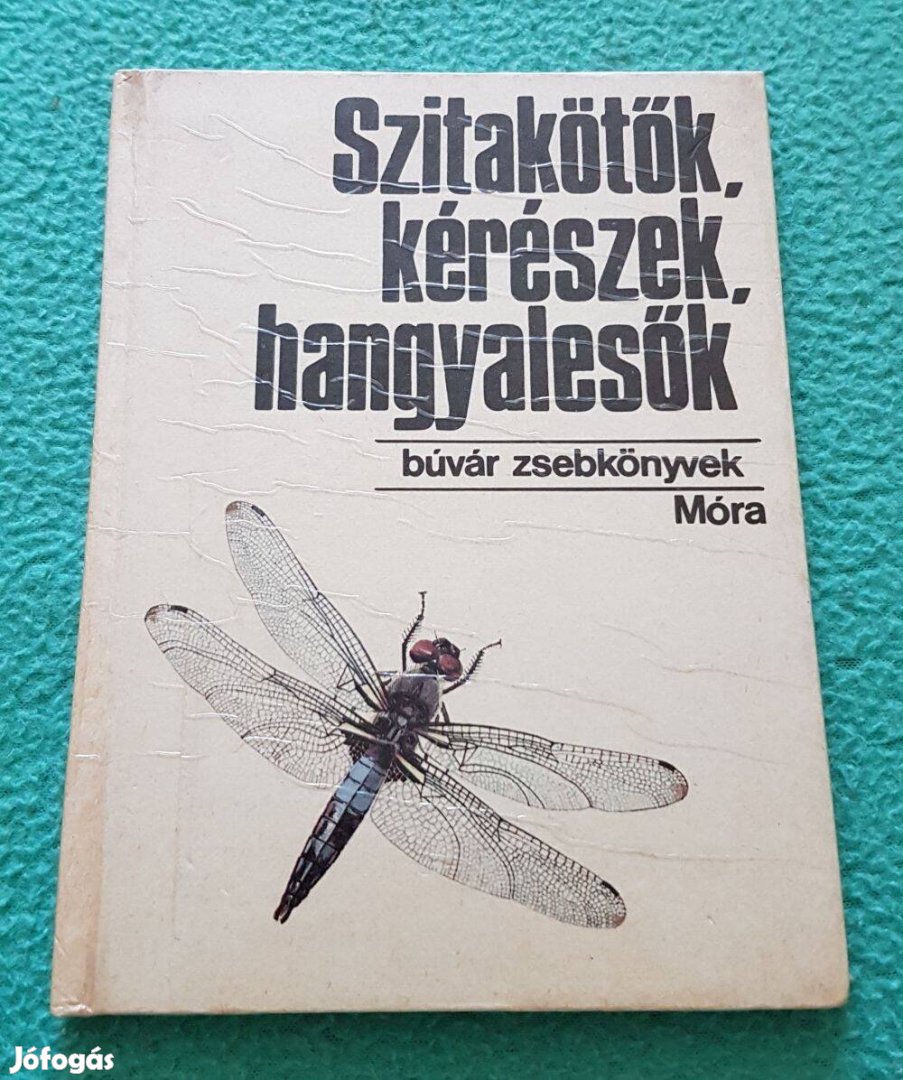 Szitakötők,
kérészek,
hangyalesők
búvár zsebkönyvek
Móra
Jófogás